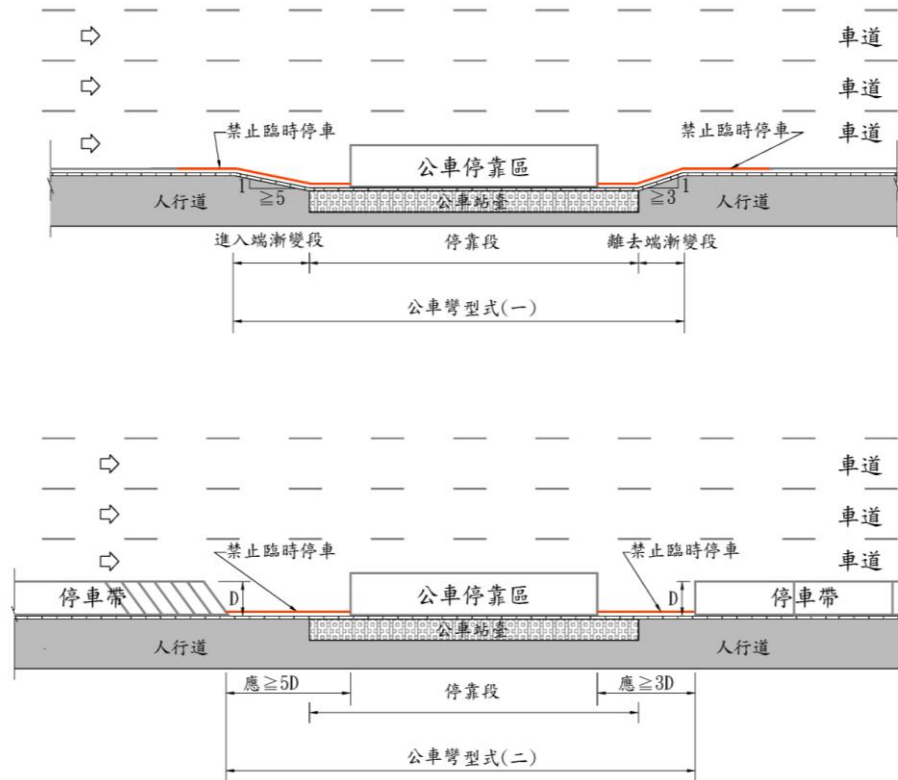 車道
車道
車道
禁止臨時停車
禁止臨時停車
公車停靠區
1
≧5
公車站臺
≧3
1
人行道
人行道
進入端漸變段
停靠段
離去端漸變段
公車彎型式(一)
車道
車道
車道
禁止臨時停車
禁止臨時停車
停車帶
D
公車停靠區
D
停車帶
公車站臺
人行道
人行道
應≧5D
停靠段
應≧3D
公車彎型式(二)